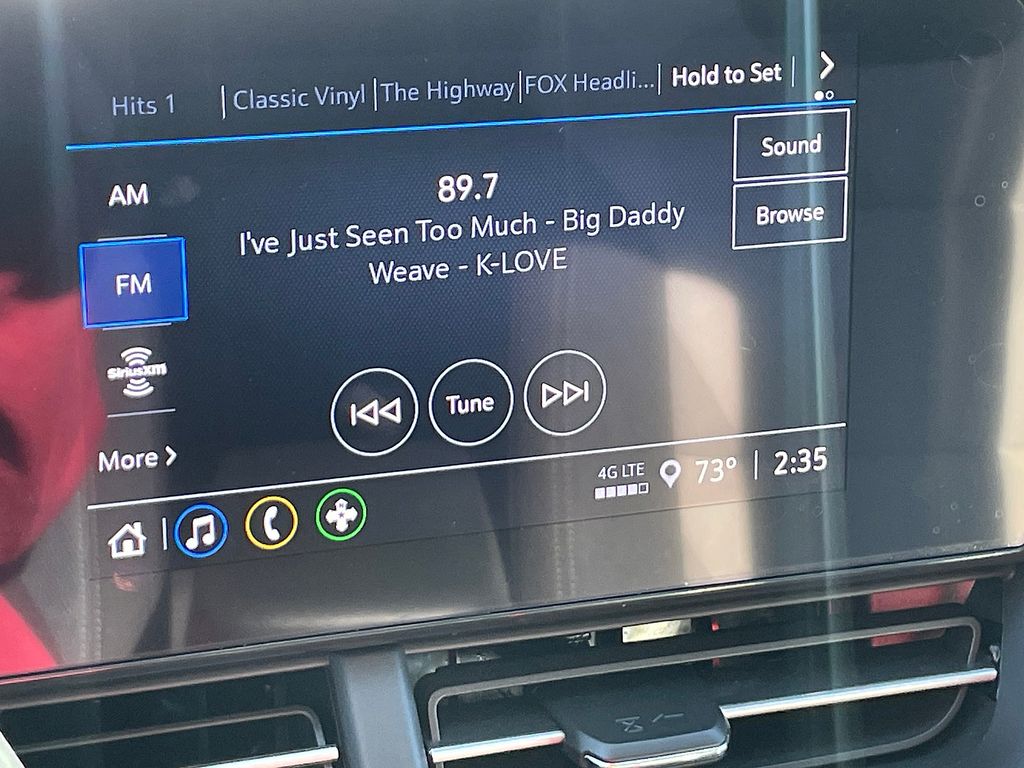 Hits 1 | Classic Vinyl | The Highway | FOX Headli... | Hold to Set |
Sound
AM
89.7
Browse
I've Just Seen Too Much - Big Daddy
Weave - K-LOVE
FM
SiriusXM
Tune
More
4G LTE
73° | 2:35